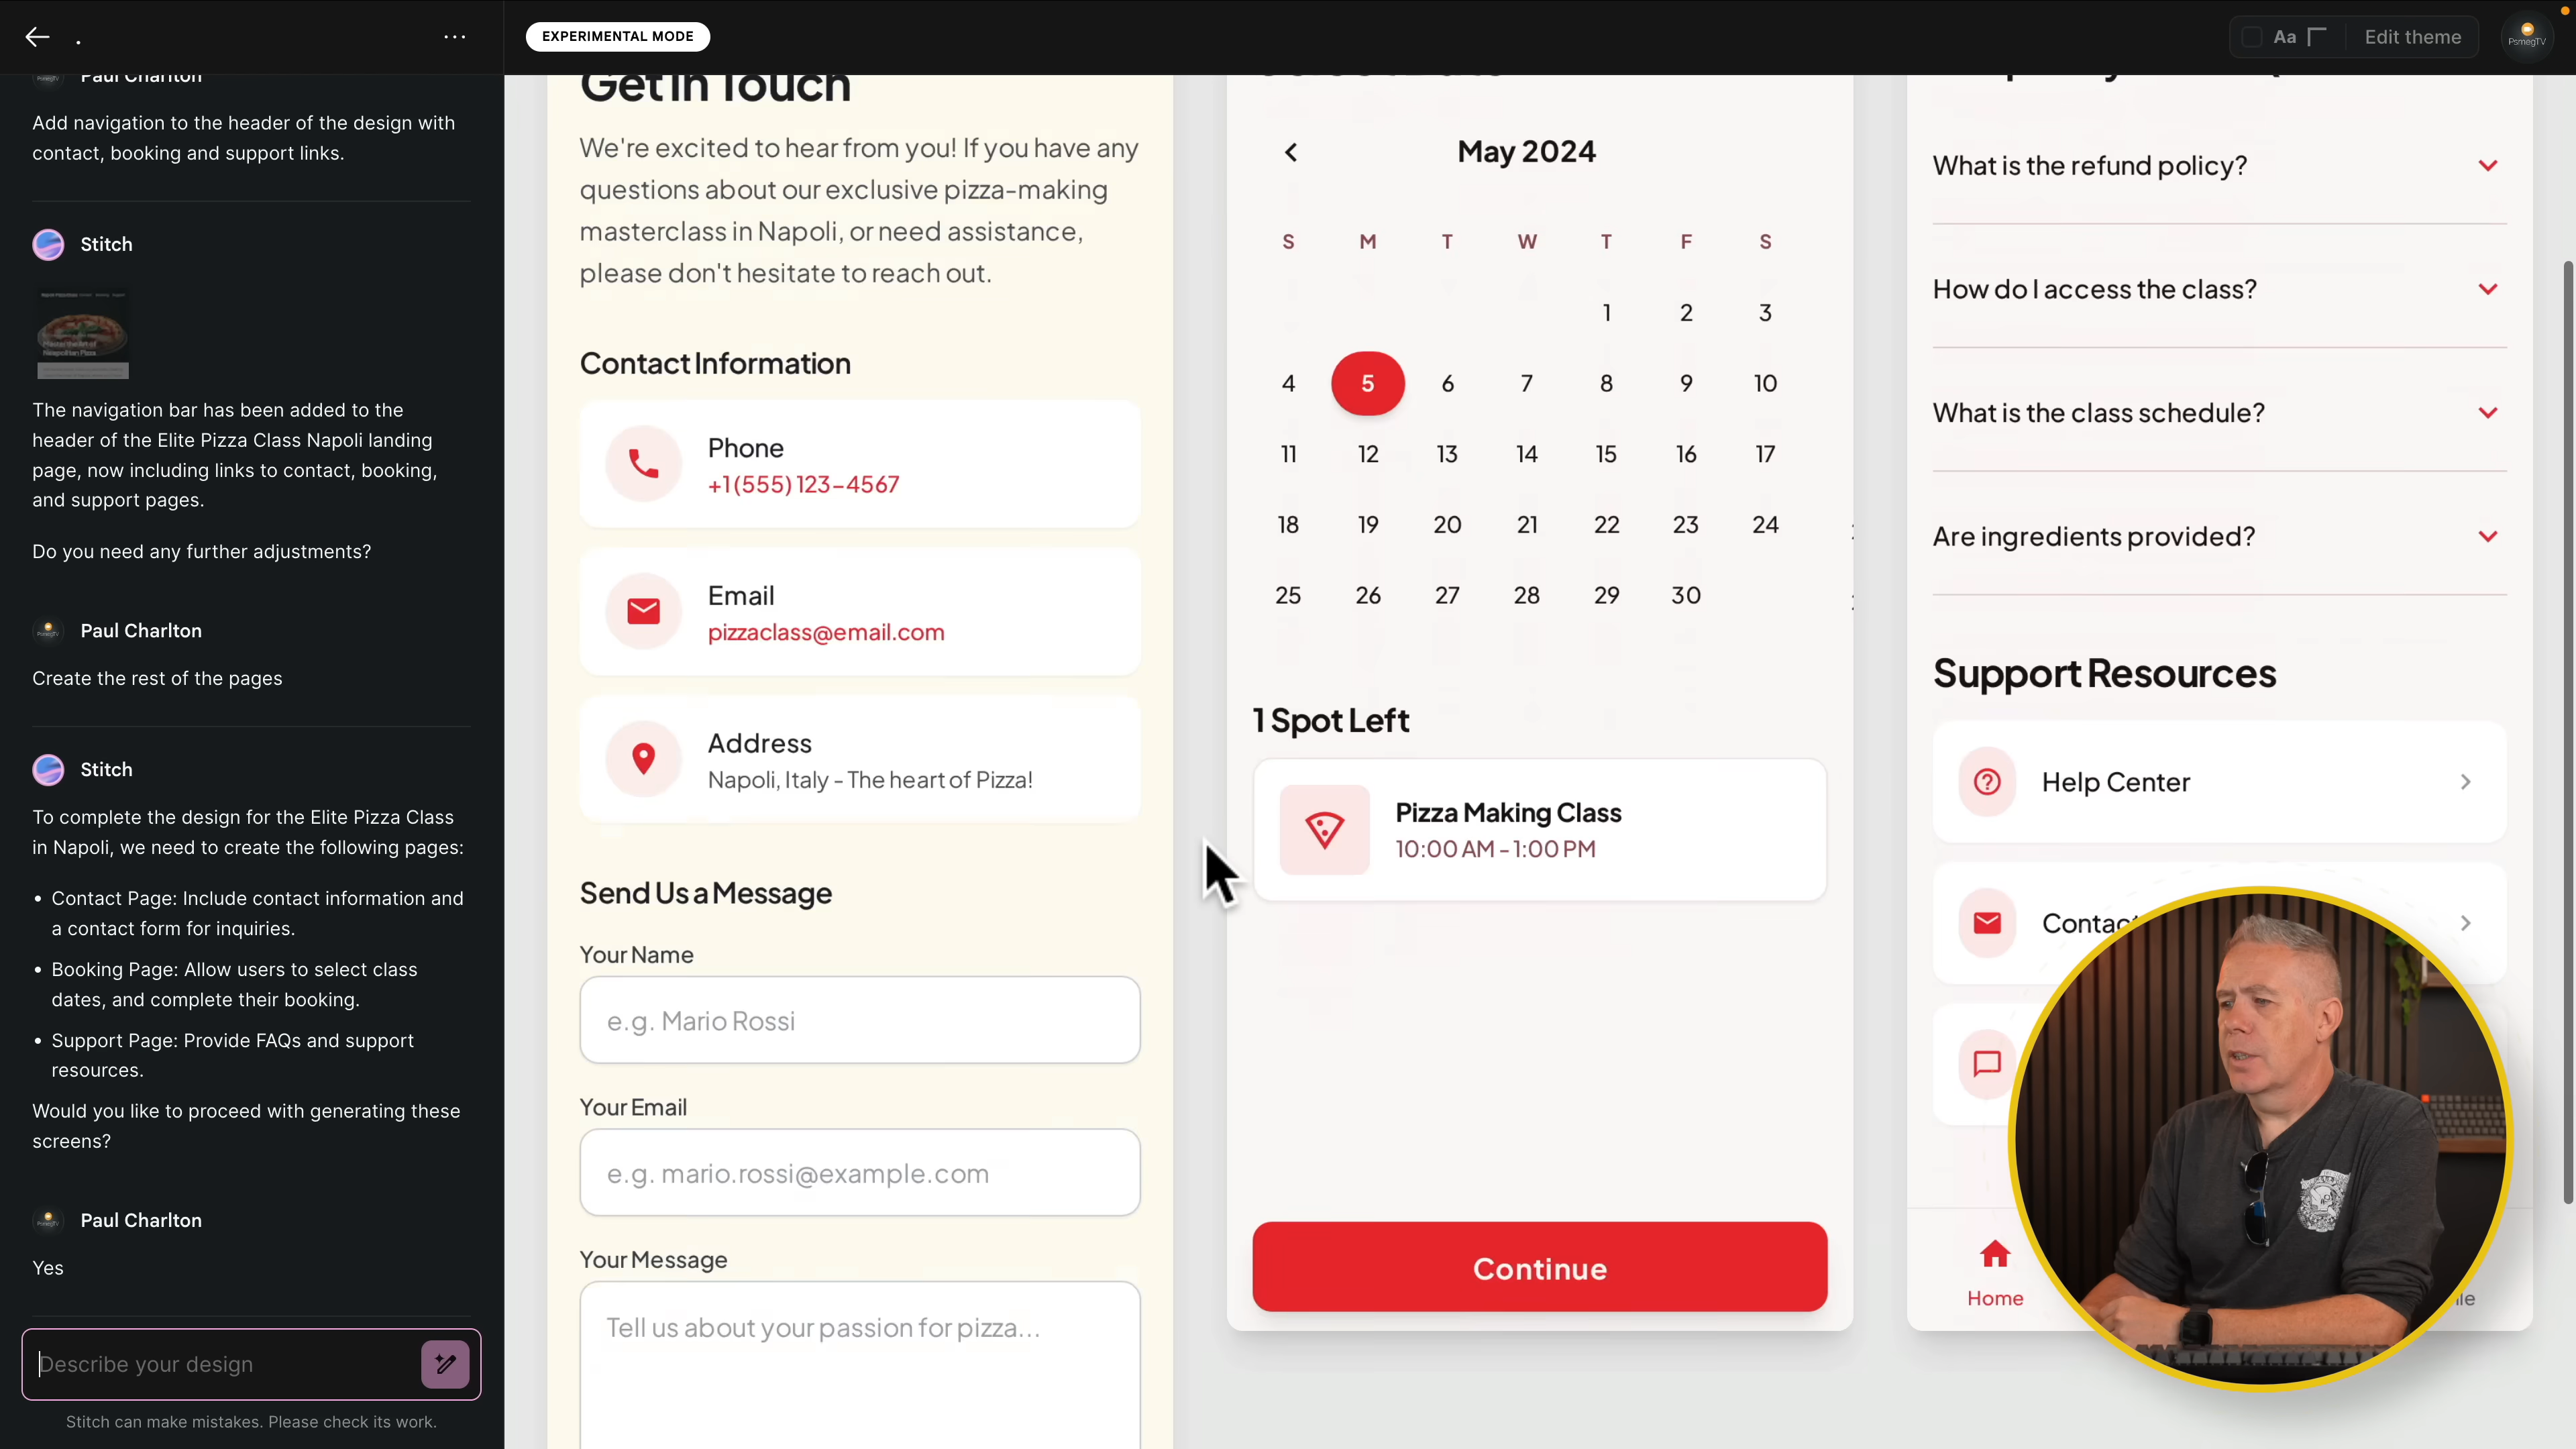 .
EXPERIMENTAL MODE
Aa
Edit theme
PsmegTV
Paul Charlton
Add navigation to the header of the design with
contact, booking and support links.
Stitch
The navigation bar has been added to the
header of the Elite Pizza Class Napoli landing
page, now including links to contact, booking,
and support pages.
Do you need any further adjustments?
Paul Charlton
Create the rest of the pages
Stitch
To complete the design for the Elite Pizza Class
in Napoli, we need to create the following pages:
• Contact Page: Include contact information and
a contact form for inquiries.
• Booking Page: Allow users to select class
dates, and complete their booking.
• Support Page: Provide FAQs and support
resources.
Would you like to proceed with generating these
screens?
Paul Charlton
Yes
Describe your design
Stitch can make mistakes. Please check its work.
Get In Touch
We're excited to hear from you! If you have any
questions about our exclusive pizza-making
masterclass in Napoli, or need assistance,
please don't hesitate to reach out.
Contact Information
Phone
+1 (555) 123-4567
Email
pizzaclass@email.com
Address
Napoli, Italy - The heart of Pizza!
Send Us a Message
Your Name
e.g. Mario Rossi
Your Email
e.g. mario.rossi@example.com
Your Message
Tell us about your passion for pizza...
May 2024
S M T W T F S
1 2 3
4 5 6 7 8 9 10
11 12 13 14 15 16 17
18 19 20 21 22 23 24
25 26 27 28 29 30
1 Spot Left
Pizza Making Class
10:00 AM - 1:00 PM
Continue
What is the refund policy?
How do I access the class?
What is the class schedule?
Are ingredients provided?
Support Resources
Help Center
Contact
Home